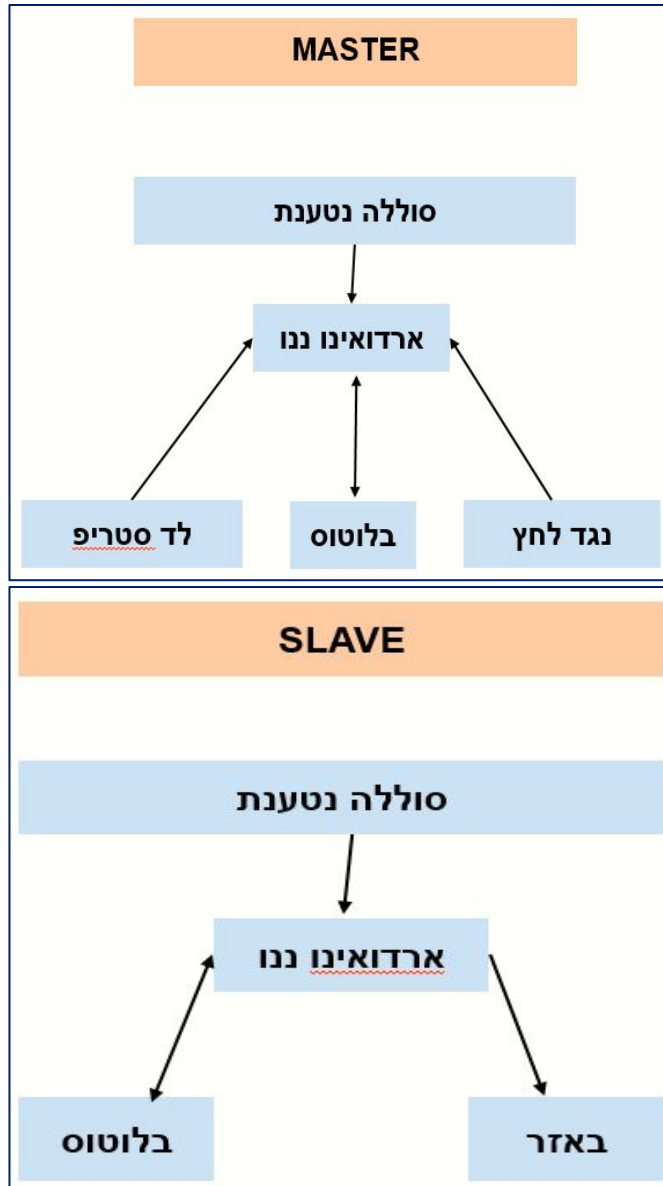 MASTER
סוללה נטענת
ארדואינו ננו
נגד לחץ
בלוטוס
לד סטריפ
SLAVE
סוללה נטענת
ארדואינו ננו
באזר
בלוטוס